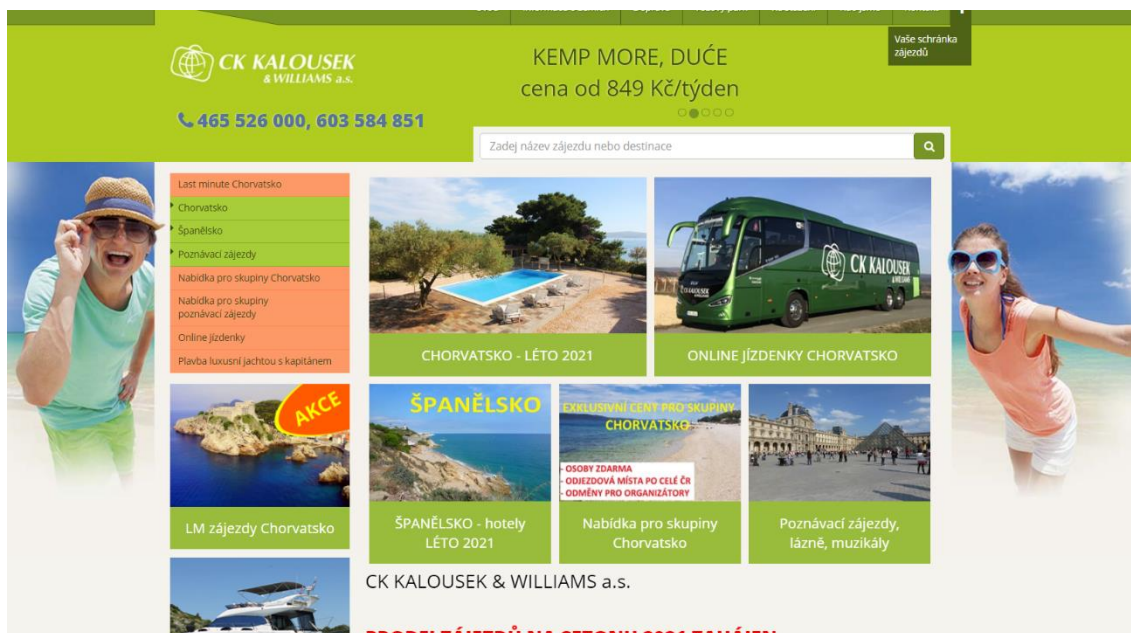 Vaše schránka
zájezdů
CK KALOUSEK
& WILLIAMS a.s.
KEMP MORE, DUĆE
cena od 849 Kč/týden
465 526 000, 603 584 851
Zadej název zájezdu nebo destinace
Last minute Chorvatsko
Chorvatsko
Španělsko
Poznávací zájezdy
Nabídka pro skupiny Chorvatsko
Nabídka pro skupiny
poznávací zájezdy
Online jízdenky
Plavba luxusní jachtou s kapitánem
CK KALOUSEK
& WILLIAMS
CHORVATSKO - LÉTO 2021
ONLINE JÍZDENKY CHORVATSKO
AKCE
LM zájezdy Chorvatsko
ŠPANĚLSKO
ŠPANĚLSKO - hotely
LÉTO 2021
EXKLUSIVNÍ CENY PRO SKUPINY
CHORVATSKO
- OSOBY ZDARMA
- ODJEZDOVÁ MÍSTA PO CELÉ ČR
- ODMĚNY PRO ORGANIZÁTORY
Nabídka pro skupiny
Chorvatsko
Poznávací zájezdy,
lázně, muzikály
CK KALOUSEK & WILLIAMS a.s.